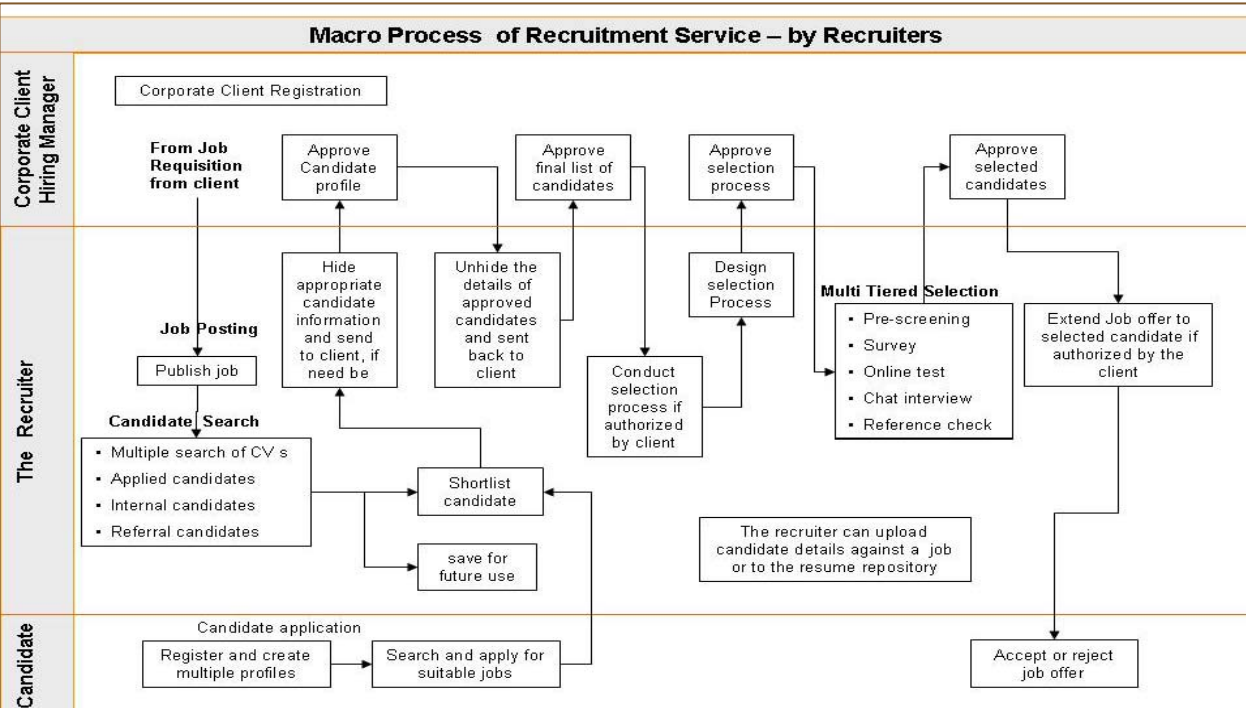 Macro Process of Recruitment Service – by Recruiters
Corporate Client
Hiring Manager
Corporate Client Registration
From Job
Requisition
from client
Approve
Candidate
profile
Approve
final list of
candidates
Approve
selection
process
Approve
selected
candidates
The Recruiter
Job Posting
Publish job
Candidate Search
▪ Multiple search of CV s
▪ Applied candidates
▪ Internal candidates
▪ Referral candidates
Hide
appropriate
candidate
information
and send
to client, if
need be
Unhide the
details of
approved
candidates
and sent
back to
client
Shortlist
candidate
save for
future use
Conduct
selection
process if
authorized
by client
Design
selection
Process
Multi Tiered Selection
▪ Pre-screening
▪ Survey
▪ Online test
▪ Chat interview
▪ Reference check
Extend Job offer to
selected candidate if
authorized by the
client
The recruiter can upload
candidate details against a job
or to the resume repository
Candidate
Candidate application
Register and create
multiple profiles
Search and apply for
suitable jobs
Accept or reject
job offer